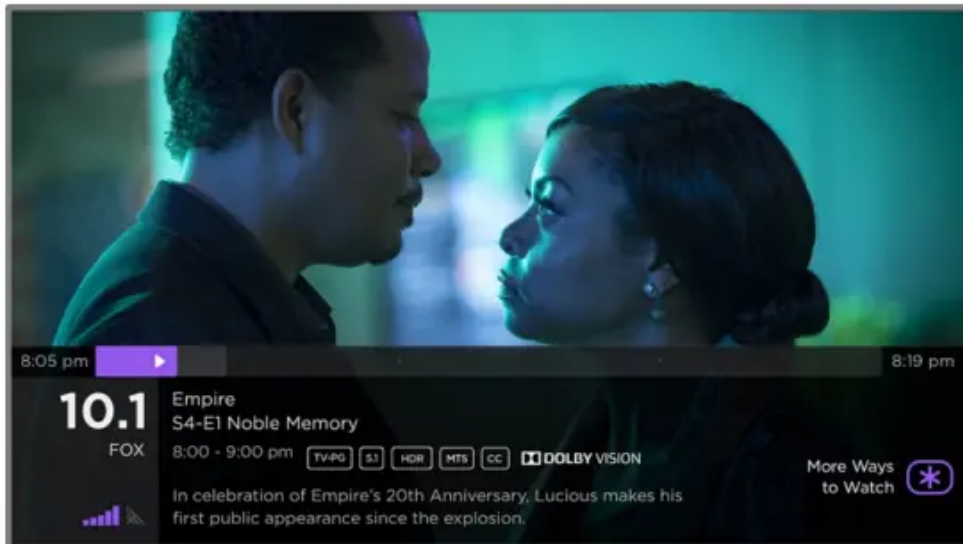 8:05 pm
8:19 pm
10.1
FOX
Empire
S4-E1 Noble Memory
8:00 - 9:00 pm TV-PG 5.1 HDR MTS CC DOLBY VISION
In celebration of Empire's 20th Anniversary, Lucious makes his
first public appearance since the explosion.
More Ways
to Watch